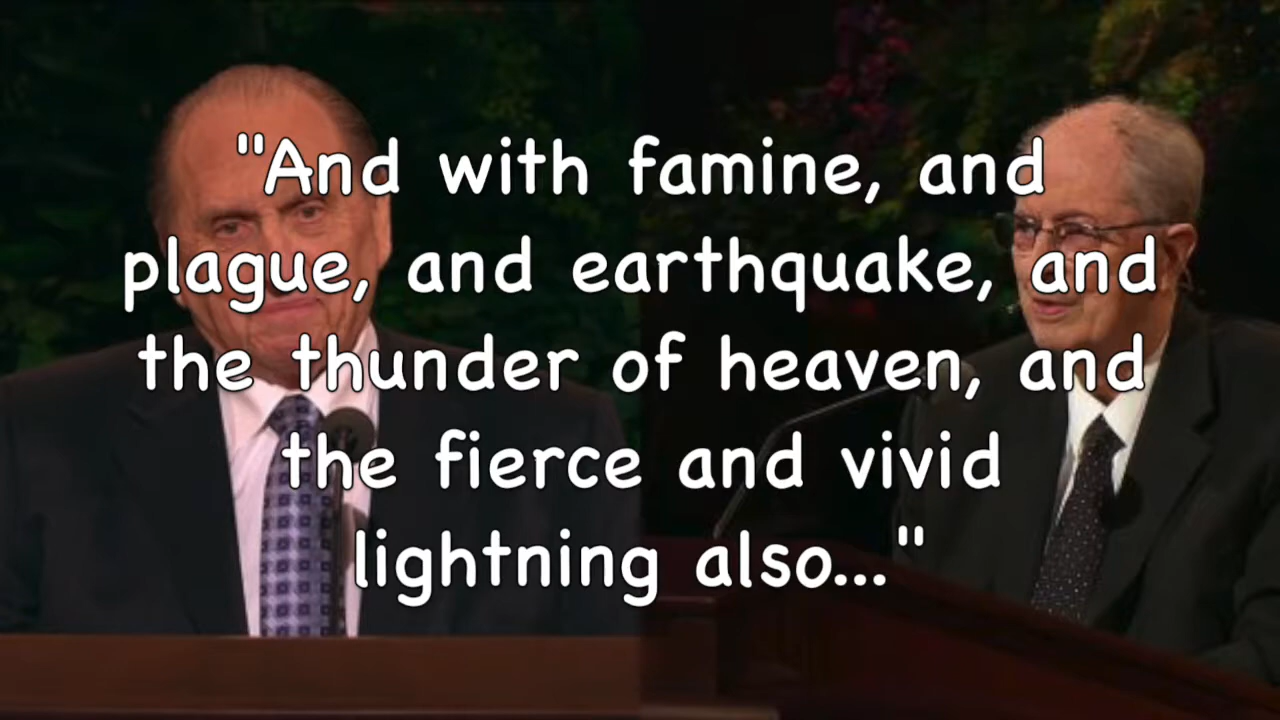 "And with famine, and
plague, and earthquake, and
the thunder of heaven, and
the fierce and vivid
lightning also..."